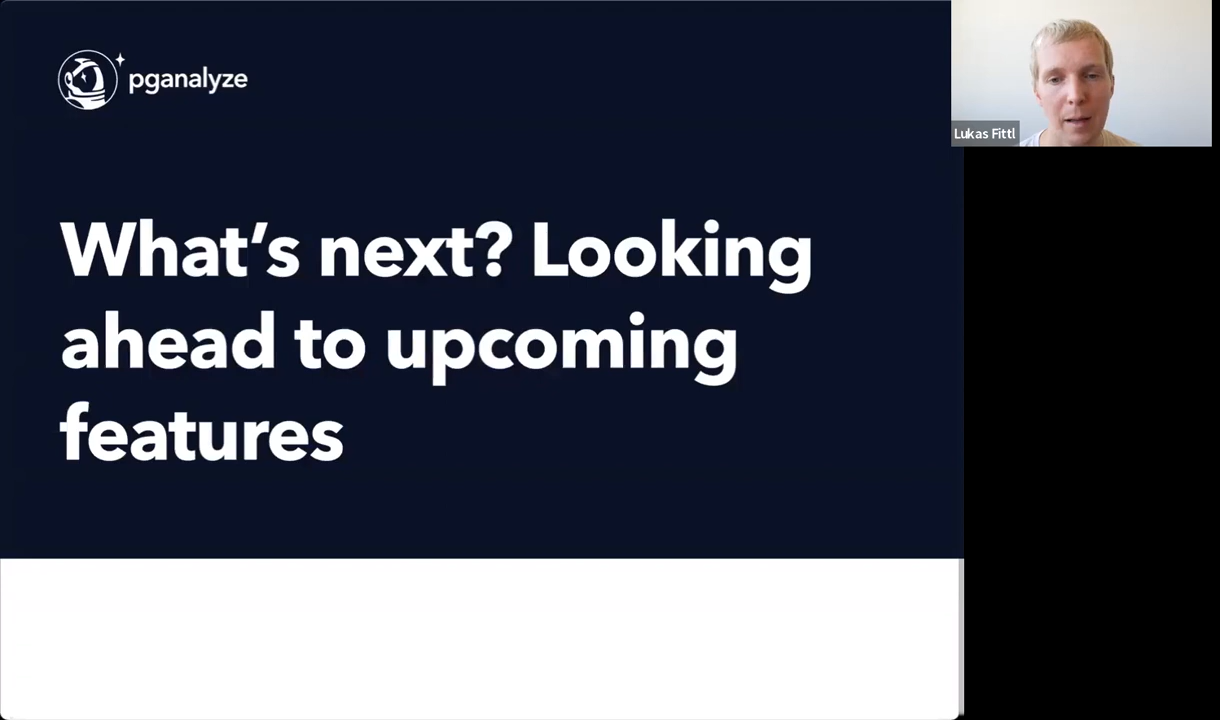 pganalyze
What's next? Looking
ahead to upcoming
features
Lukas Fittl